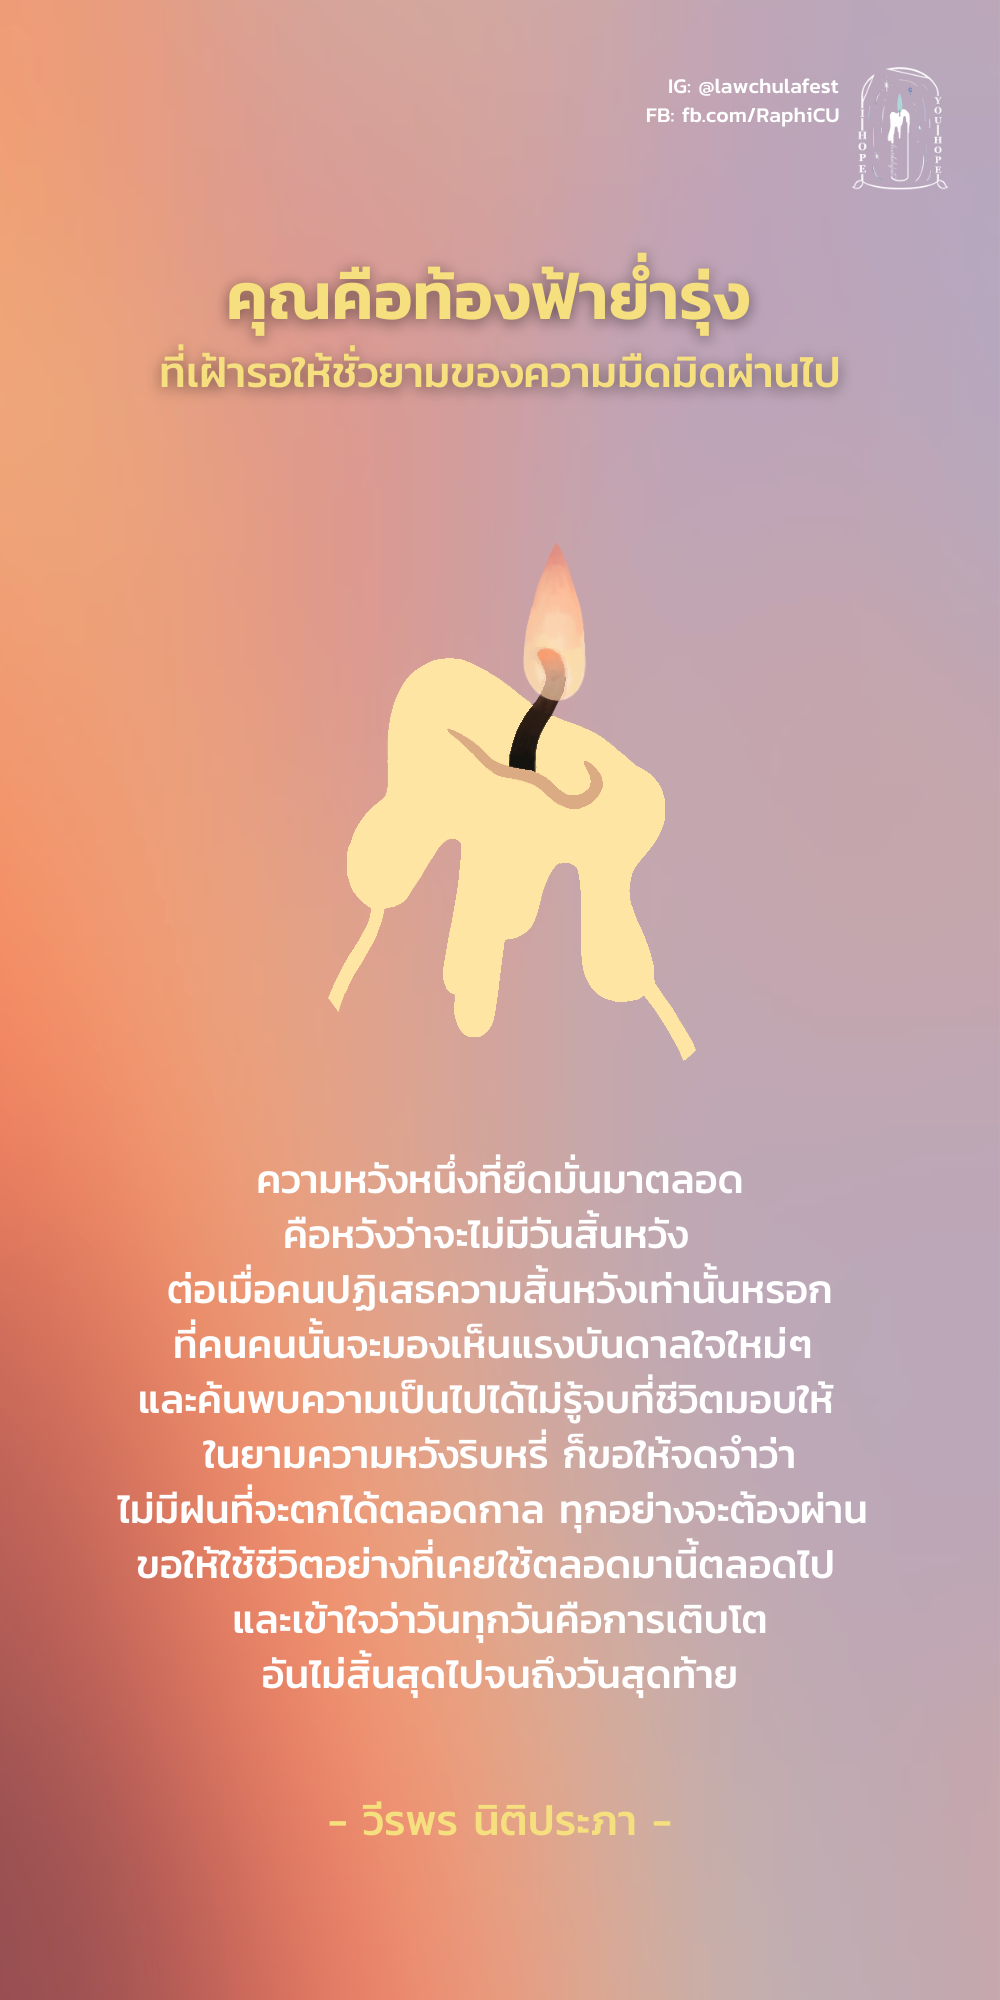 IG: @lawchulafest
FB: fb.com/RaphiCU
I HOPE
YOU HOPE
คุณคือท้องฟ้าย่ำรุ่ง
ที่เฝ้ารอให้ชั่วยามของความมืดมิดผ่านไป
ความหวังหนึ่งที่ยึดมั่นมาตลอด
คือหวังว่าจะไม่มีวันสิ้นหวัง
ต่อเมื่อคนปฏิเสธความสิ้นหวังเท่านั้นหรอก
ที่คนคนนั้นจะมองเห็นแรงบันดาลใจใหม่ๆ
และค้นพบความเป็นไปได้ไม่รู้จบที่ชีวิตมอบให้
ในยามความหวังริบหรี่ ก็ขอให้จดจำว่า
ไม่มีฝนที่จะตกได้ตลอดกาล ทุกอย่างจะต้องผ่าน
ขอให้ใช้ชีวิตอย่างที่เคยใช้ตลอดมานี้ตลอดไป
และเข้าใจว่าวันทุกวันคือการเติบโต
อันไม่สิ้นสุดไปจนถึงวันสุดท้าย
- วีรพร นิติประภา -